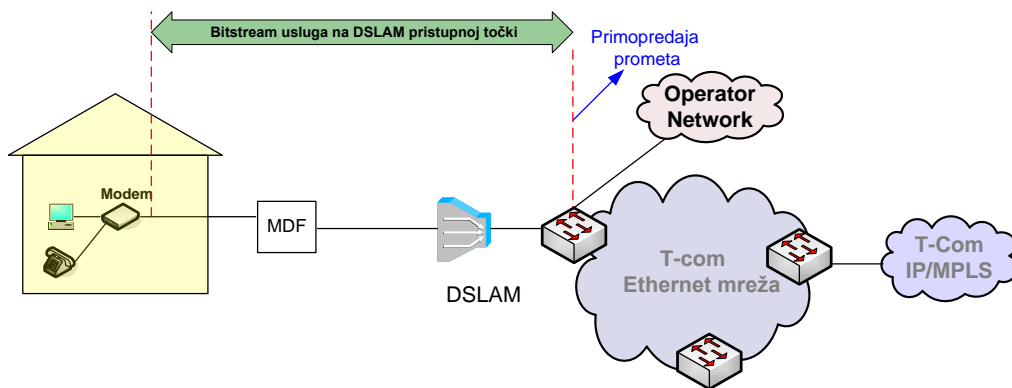 Bitstream usluga na DSLAM pristupnoj točki
Primopredaja
prometa
Operator
Network
Modem
MDF
DSLAM
T-com
Ethernet mreža
T-Com
IP/MPLS